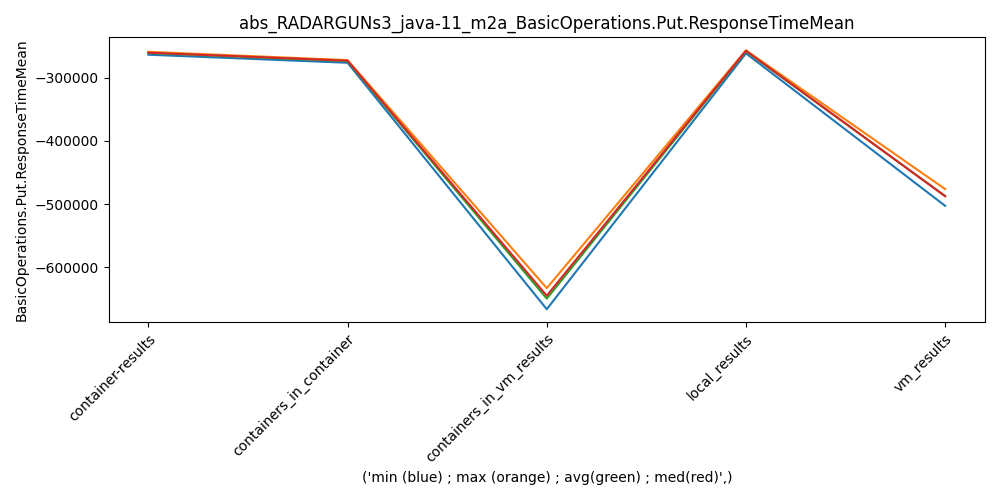 abs_RADARGUNs3_java-11_m2a_BasicOperations.Put.ResponseTimeMean
BasicOperations.Put.ResponseTimeMean
−300000
−400000
−500000
−600000
container-results
containers_in_container
containers_in_vm_results
local_results
vm_results
('min (blue) ; max (orange) ; avg(green) ; med(red)',)